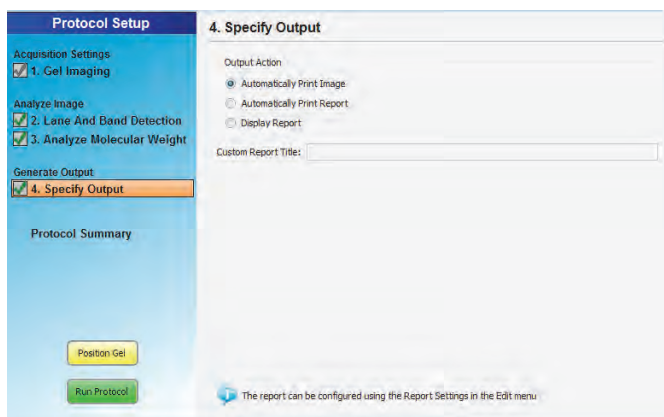 Protocol Setup
Acquisition Settings
1. Gel Imaging
Analyze Image
2. Lane And Band Detection
3. Analyze Molecular Weight
Generate Output
4. Specify Output
Protocol Summary
Position Gel
Run Protocol
4. Specify Output
Output Action
Automatically Print Image
Automatically Print Report
Display Report
Custom Report Title:
The report can be configured using the Report Settings in the Edit menu